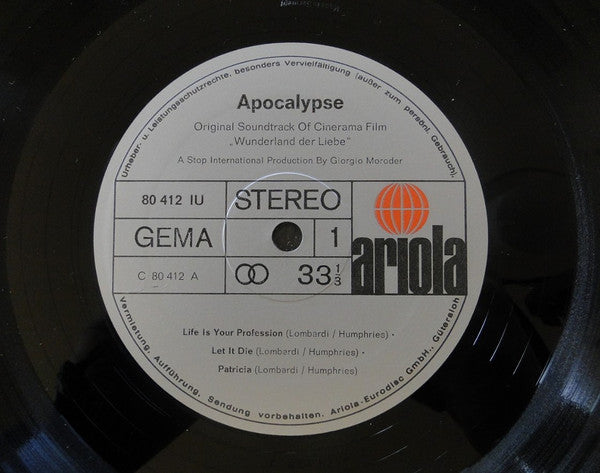 Urheber- u. Leistungsschutzrechte, besonders Vervielfältigung (außer zum persönl. Gebrauch),
Apocalypse
Original Soundtrack Of Cinerama Film
„Wunderland der Liebe"
A Stop International Production By Giorgio Moroder
80 412 IU
STEREO
GEMA
1
ariola
C 80 412 A
33 1/3
Life Is Your Profession (Lombardi / Humphries) ·
Let It Die (Lombardi / Humphries) ·
Patricia (Lombardi / Humphries)
Vermietung, Aufführung, Sendung vorbehalten. Ariola-Eurodisc GmbH., Gütersloh